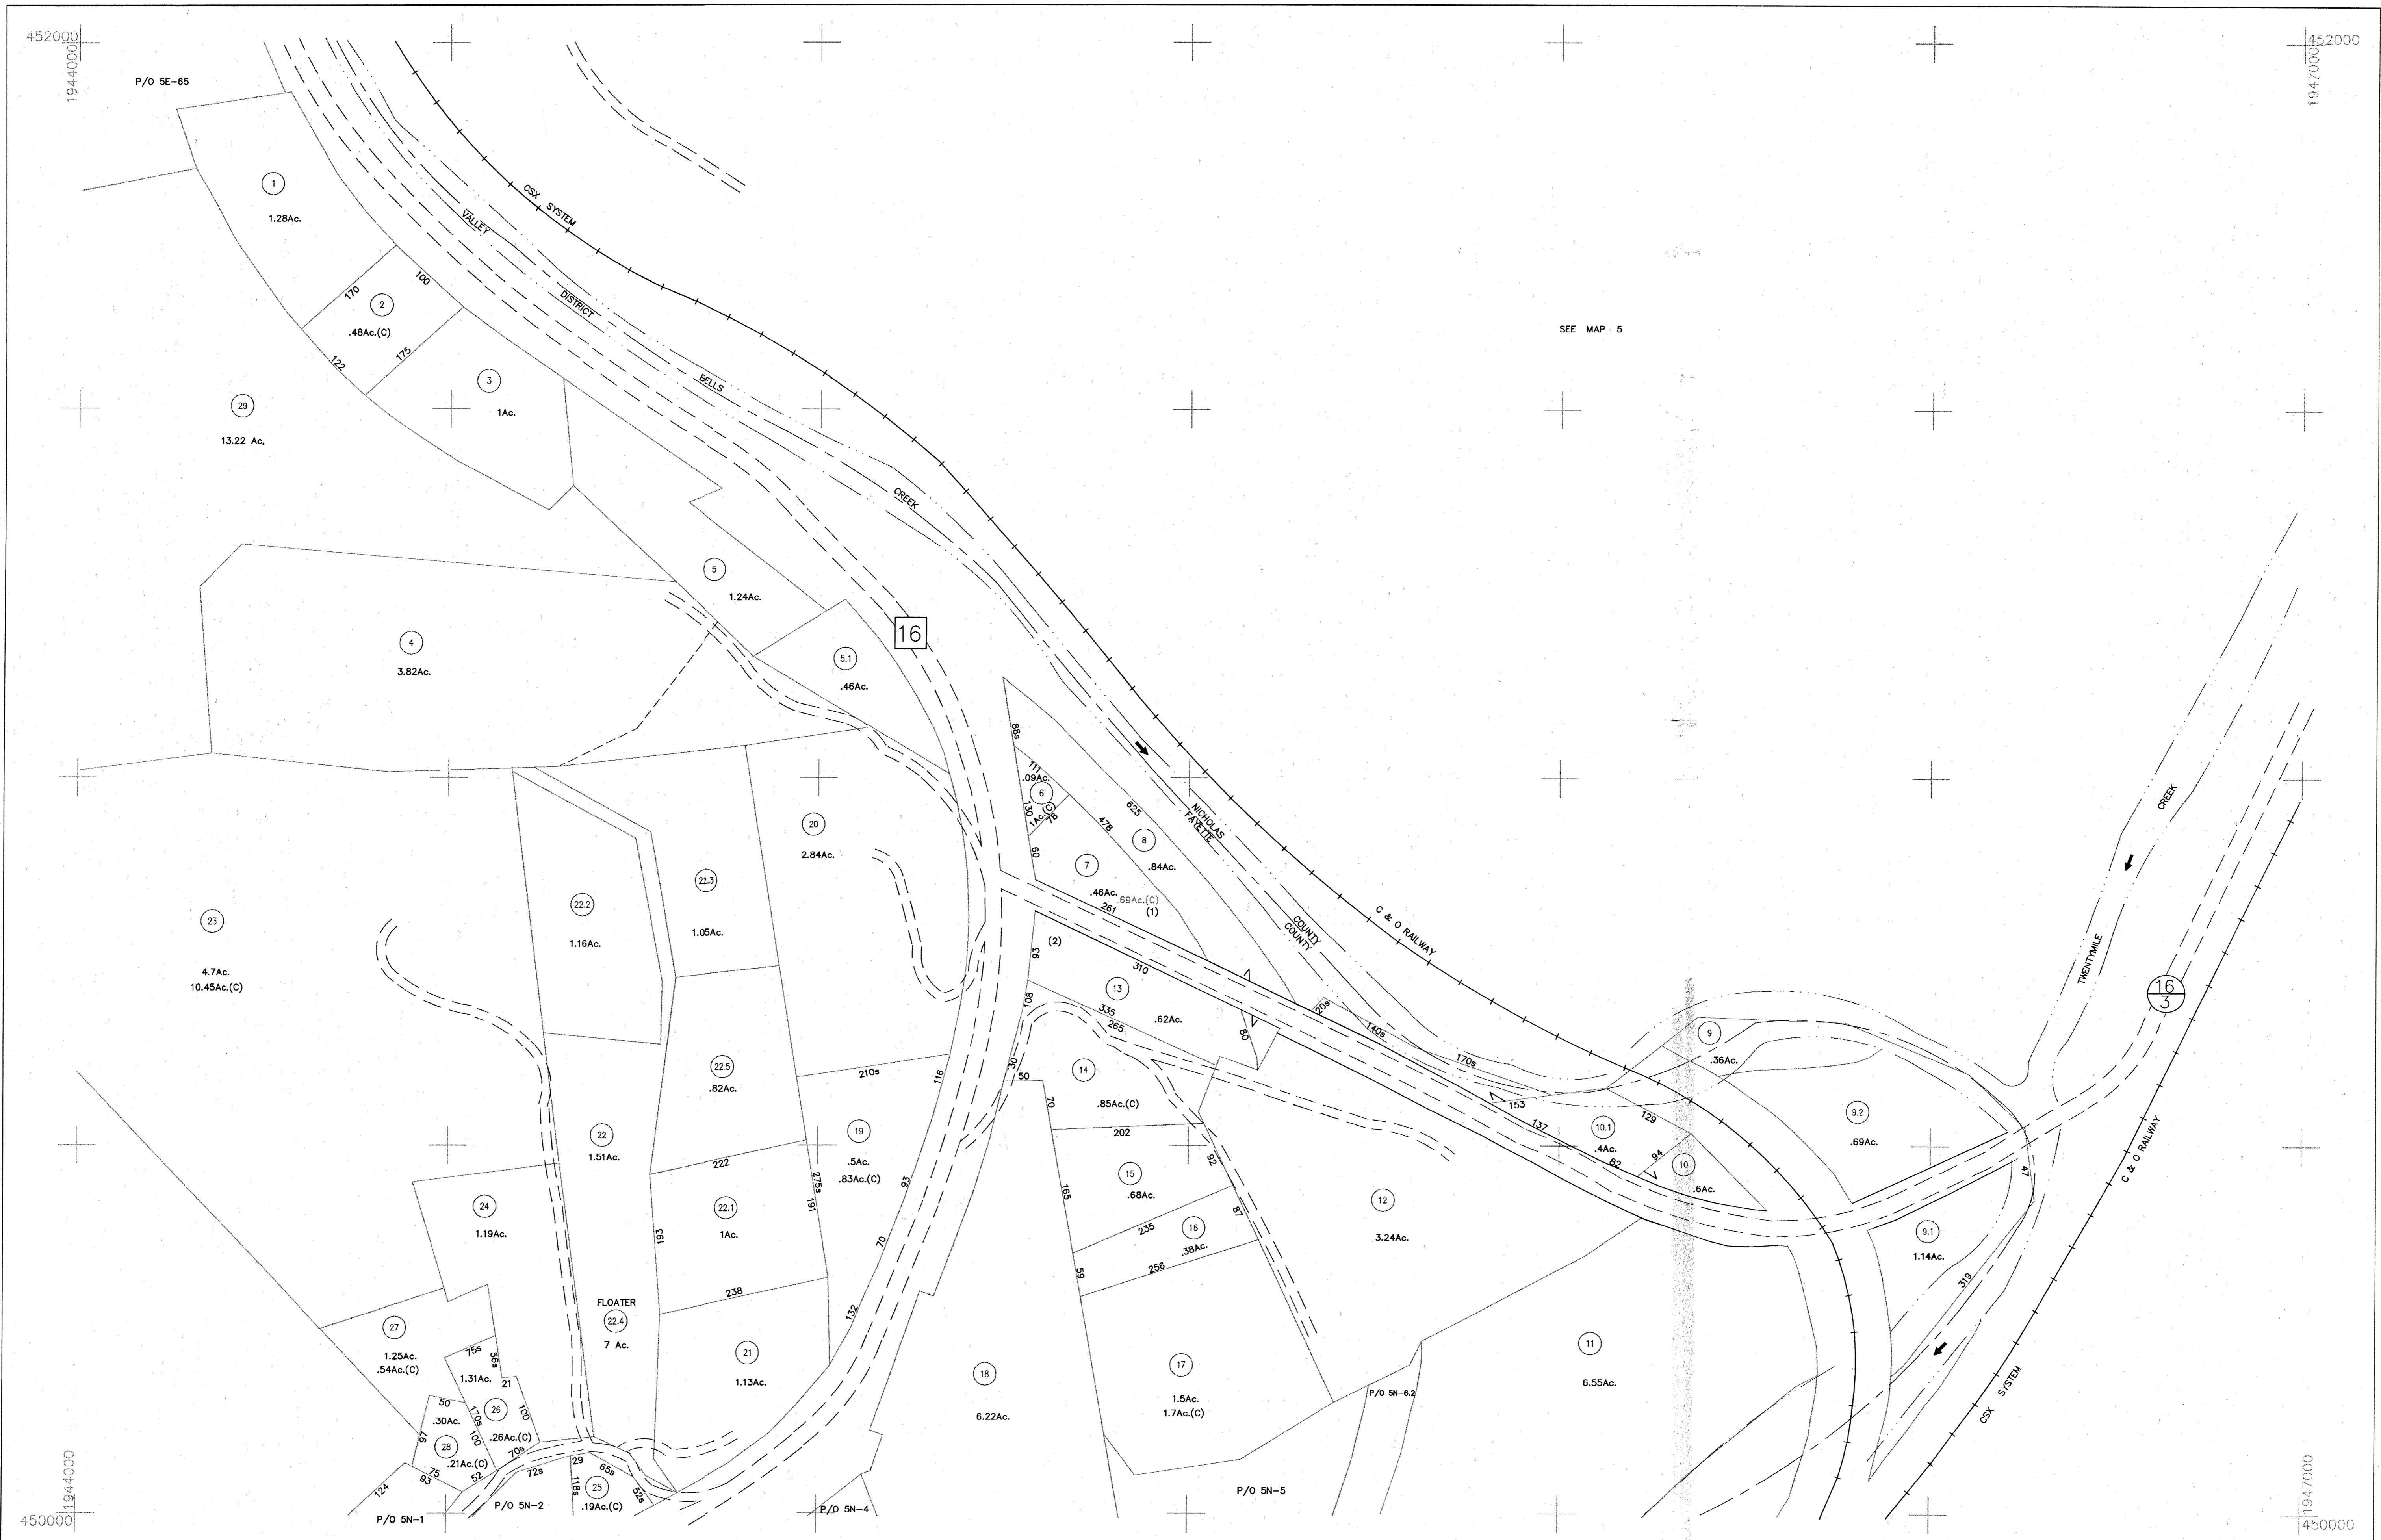 452000
1944000
452000
1947000
P/O 5E-65
1
1.28Ac.
CSX SYSTEM
VALLEY
DISTRICT
BELLS
CREEK
SEE MAP 5
170
100
2
.48Ac.(C)
122
175
3
1Ac.
29
13.22 Ac.
5
1.24Ac.
16
4
3.82Ac.
5.1
.46Ac.
88s
111
.09Ac.
6
130
.1Ac.(C)
78
60
625
478
8
.84Ac.
7
.46Ac.
.69Ac.(C)
261
(1)
NICHOLAS
FAYETTE
COUNTY
COUNTY
C & O RAILWAY
CREEK
TWENTYMILE
16
3
20
2.84Ac.
22.3
1.05Ac.
22.2
1.16Ac.
23
4.7Ac.
10.45Ac.(C)
93
(2)
310
13
.62Ac.
108
335
265
80
20s
140s
170s
9
.36Ac.
9.2
.69Ac.
153
137
129
10.1
.4Ac.
82
94
10
.6Ac.
47
C & O RAILWAY
22.5
.82Ac.
210s
116
30
50
14
.85Ac.(C)
70
202
92
22
1.51Ac.
19
.5Ac.
.83Ac.(C)
222
275s
191
93
15
.68Ac.
165
235
87
16
.38Ac.
256
59
12
3.24Ac.
24
1.19Ac.
22.1
1Ac.
193
70
238
132
9.1
1.14Ac.
319
FLOATER
22.4
7 Ac.
21
1.13Ac.
27
1.25Ac.
.54Ac.(C)
75s
56s
1.31Ac.
21
26
100
170s
100
.26Ac.(C)
50
.30Ac.
97
28
.21Ac.(C)
70s
75
93
52
124
72s
29
118s
65s
25
52s
.19Ac.(C)
18
6.22Ac.
17
1.5Ac.
1.7Ac.(C)
P/O 5N-6.2
11
6.55Ac.
CSX SYSTEM
P/O 5N-1
P/O 5N-2
P/O 5N-4
P/O 5N-5
1944000
450000
1947000
450000